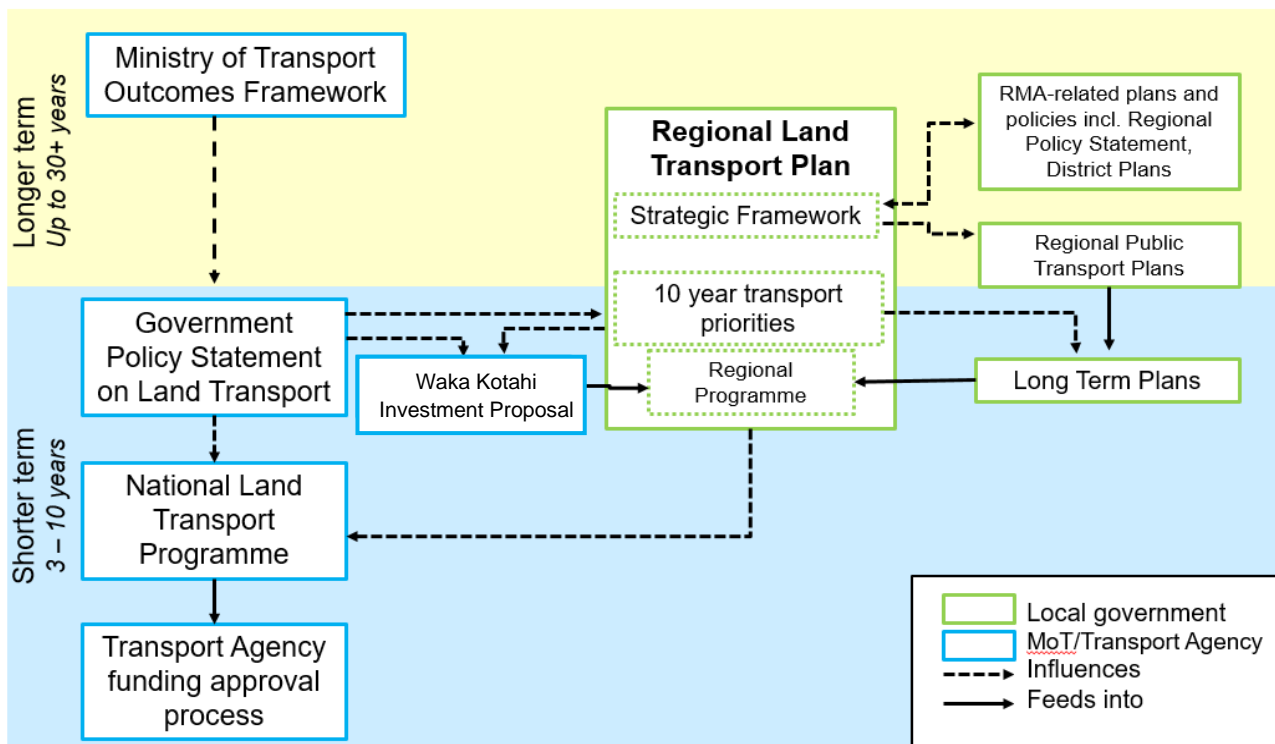 Longer term
Up to 30+ years
Ministry of Transport
Outcomes Framework
Regional Land
Transport Plan
Strategic Framework
10 year transport
priorities
Regional
Programme
RMA-related plans and
policies incl. Regional
Policy Statement,
District Plans
Regional Public
Transport Plans
Shorter term
3 – 10 years
Government
Policy Statement
on Land Transport
Waka Kotahi
Investment Proposal
Long Term Plans
National Land
Transport
Programme
Transport Agency
funding approval
process
Local government
MoT/Transport Agency
Influences
Feeds into